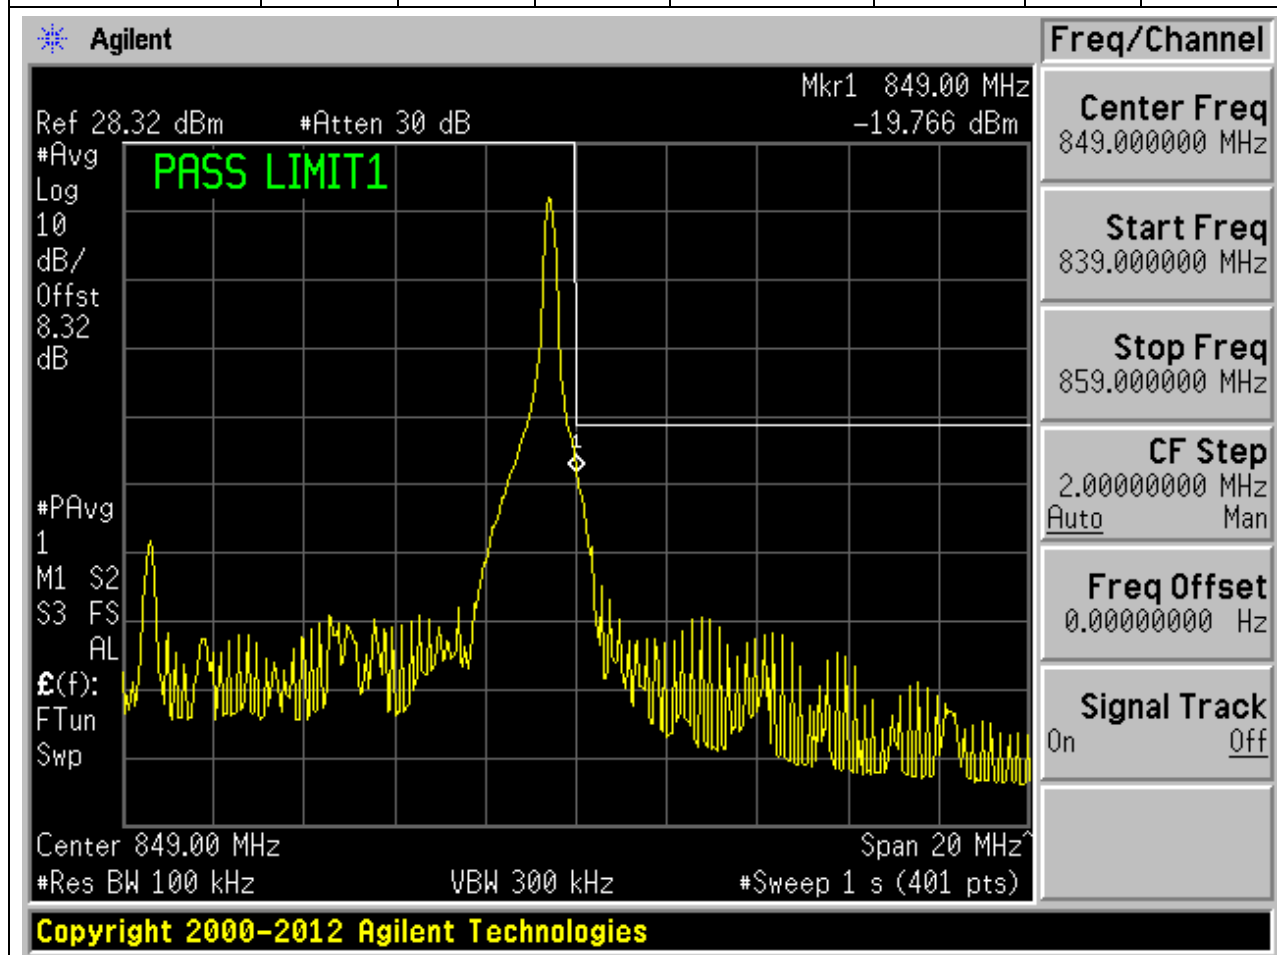 Agilent
Freq/Channel
Mkr1 849.00 MHz
Ref 28.32 dBm #Atten 30 dB -19.766 dBm
#Avg
Log
10
dB/
Offst
8.32
dB
PASS LIMIT1
1
#PAvg
1
M1 S2
S3 FS
AL
£(f):
FTun
Swp
Center 849.00 MHz Span 20 MHz^
#Res BW 100 kHz VBW 300 kHz #Sweep 1 s (401 pts)
Copyright 2000-2012 Agilent Technologies
Center Freq
849.000000 MHz
Start Freq
839.000000 MHz
Stop Freq
859.000000 MHz
CF Step
2.00000000 MHz
Auto Man
Freq Offset
0.00000000 Hz
Signal Track
On Off